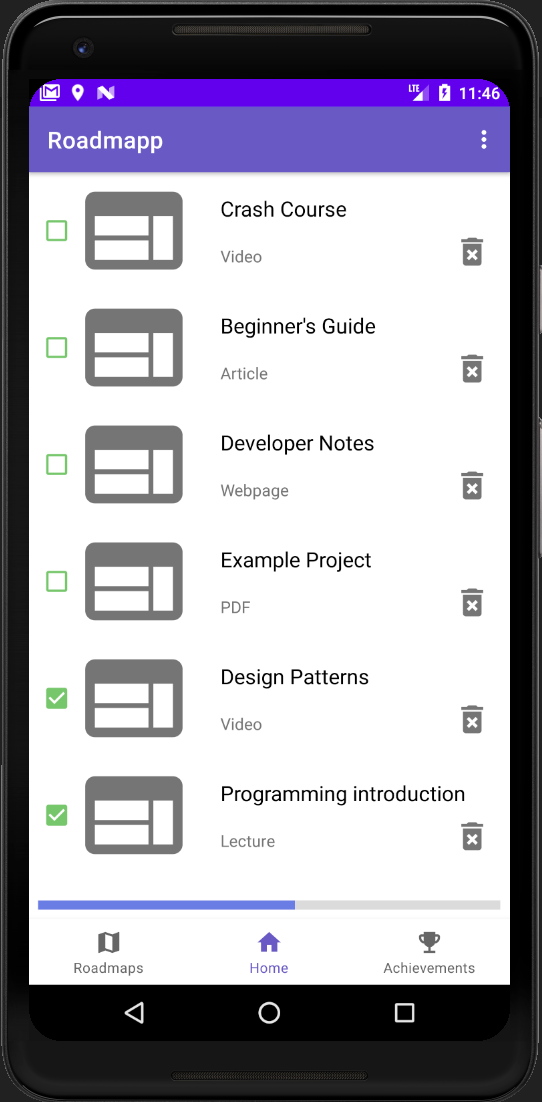 LTE 11:46
Roadmapp
Crash Course
Video
Beginner's Guide
Article
Developer Notes
Webpage
Example Project
PDF
Design Patterns
Video
Programming introduction
Lecture
Roadmaps Home Achievements